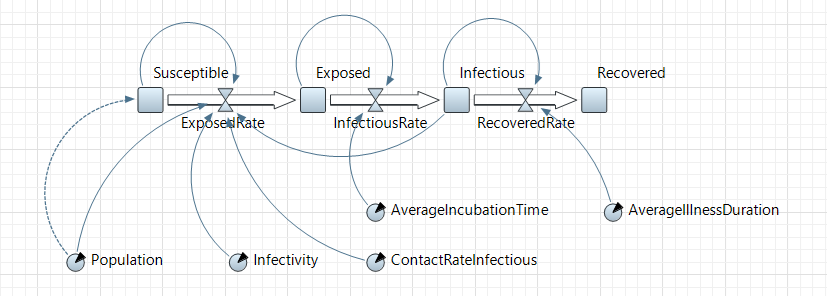 Susceptible
Exposed
Infectious
Recovered
ExposedRate
InfectiousRate
RecoveredRate
AverageIncubationTime
AverageIllnessDuration
Population
Infectivity
ContactRateInfectious